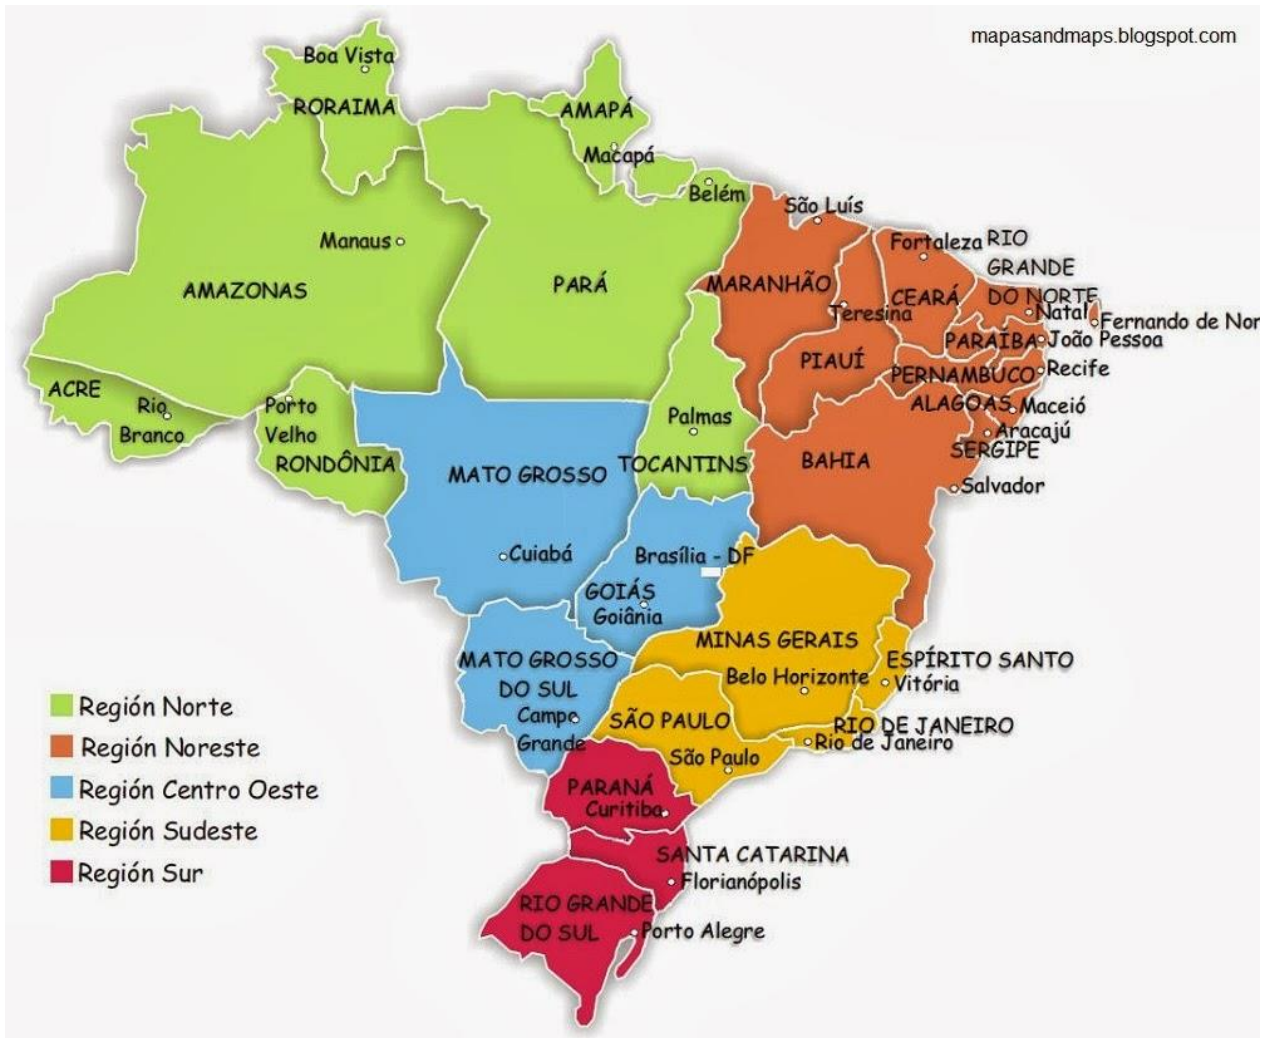 mapasandmaps.blogspot.com
Boa Vista
RORAIMA
AMAPÁ
Macapá
Belém
São Luís
Manaus
AMAZONAS
PARÁ
MARANHÃO
Fortaleza
RIO
GRANDE
DO NORTE
CEARÁ
Teresina
Natal
Fernando de Nor
PARAÍBA
João Pessoa
PIAUÍ
PERNAMBUCO
Recife
ACRE
Rio
Branco
Porto
Velho
RONDÔNIA
Palmas
TOCANTINS
MATO GROSSO
Cuiabá
ALAGOAS
Maceió
Aracajú
SERGIPE
BAHIA
Salvador
Brasília - DF
GOIÁS
Goiânia
MINAS GERAIS
Belo Horizonte
ESPÍRITO SANTO
Vitória
MATO GROSSO
DO SUL
Campo
Grande
SÃO PAULO
São Paulo
RIO DE JANEIRO
Rio de Janeiro
PARANÁ
Curitiba
SANTA CATARINA
Florianópolis
RIO GRANDE
DO SUL
Porto Alegre
Región Norte
Región Noreste
Región Centro Oeste
Región Sudeste
Región Sur